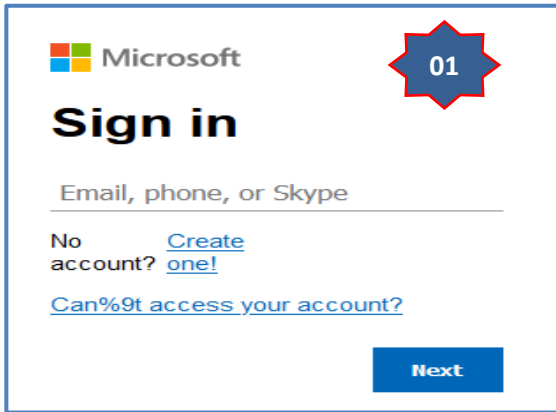 Microsoft
01
Sign in
Email, phone, or Skype
No Create
account? one!
Can%9t access your account?
Next